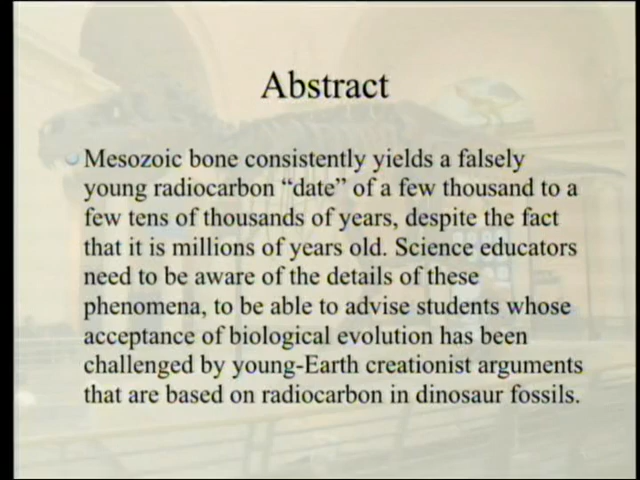 Abstract
Mesozoic bone consistently yields a falsely
young radiocarbon “date” of a few thousand to a
few tens of thousands of years, despite the fact
that it is millions of years old. Science educators
need to be aware of the details of these
phenomena, to be able to advise students whose
acceptance of biological evolution has been
challenged by young-Earth creationist arguments
that are based on radiocarbon in dinosaur fossils.